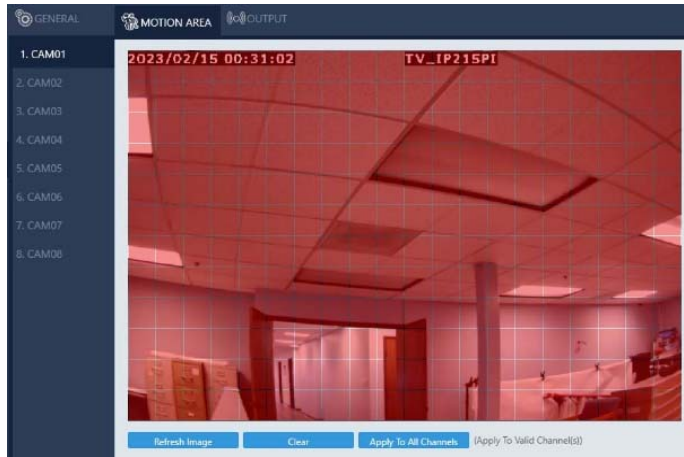 GENERAL MOTION AREA OUTPUT
1. CAM01
2. CAM02
3. CAM03
4. CAM04
5. CAM05
6. CAM06
7. CAM07
8. CAM08
2023/02/15 00:31:02 TV_IP215PI
Refresh Image Clear Apply To All Channels (Apply To Valid Channel(s))